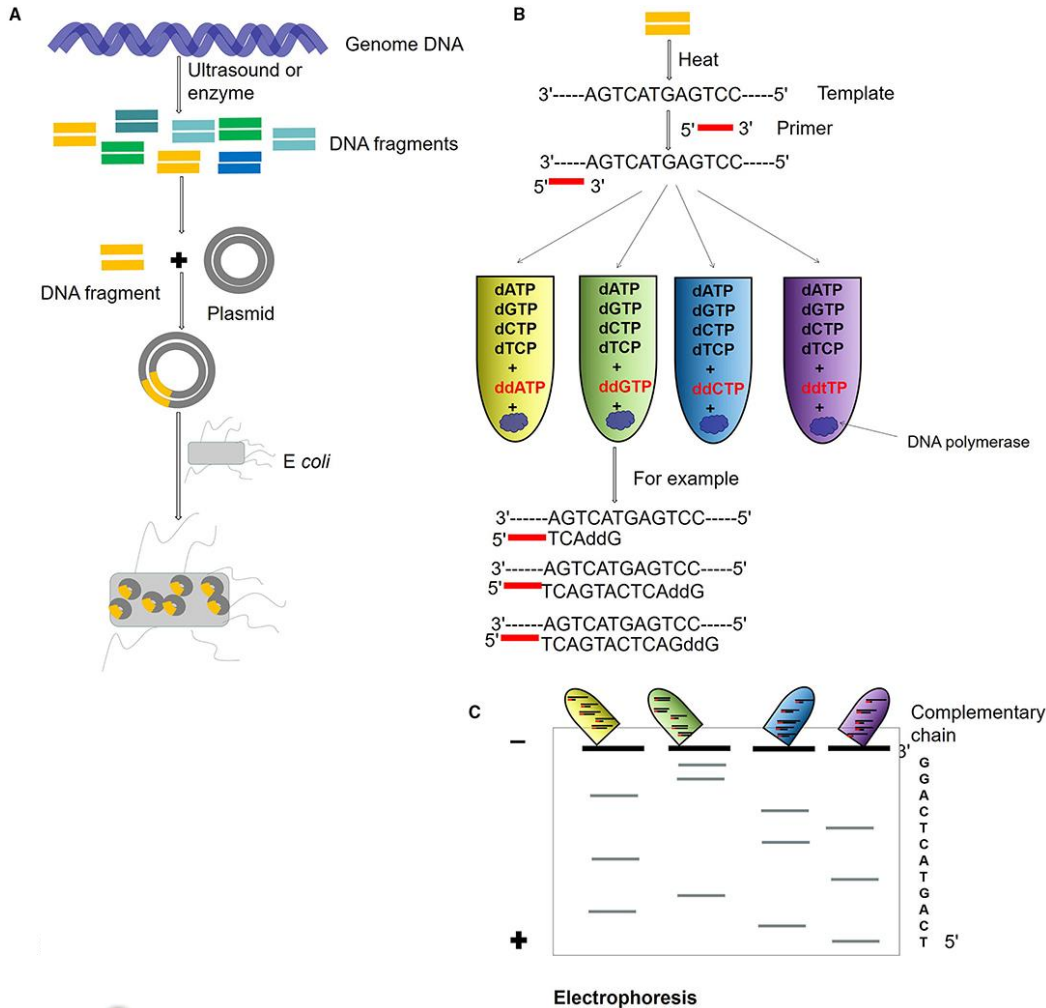 A
Genome DNA
Ultrasound or
enzyme
DNA fragments
DNA fragment
Plasmid
E coli
B
Heat
3'-----AGTCATGAGTCC-----5'
Template
5' 3'
Primer
3'-----AGTCATGAGTCC-----5'
5' 3'
dATP
dGTP
dCTP
dTCP
+
ddATP
+
dATP
dGTP
dCTP
dTCP
+
ddGTP
+
dATP
dGTP
dCTP
dTCP
+
ddCTP
+
dATP
dGTP
dCTP
dTCP
+
ddtTP
+
DNA polymerase
For example
3'------AGTCATGAGTCC-----5'
5' TCAddG
3'------AGTCATGAGTCC-----5'
5' TCAGTACTCAddG
3'------AGTCATGAGTCC-----5'
5' TCAGTACTCAGddG
C
Complementary
chain
3'
G
G
A
C
T
C
A
T
G
A
C
T 5'
Electrophoresis